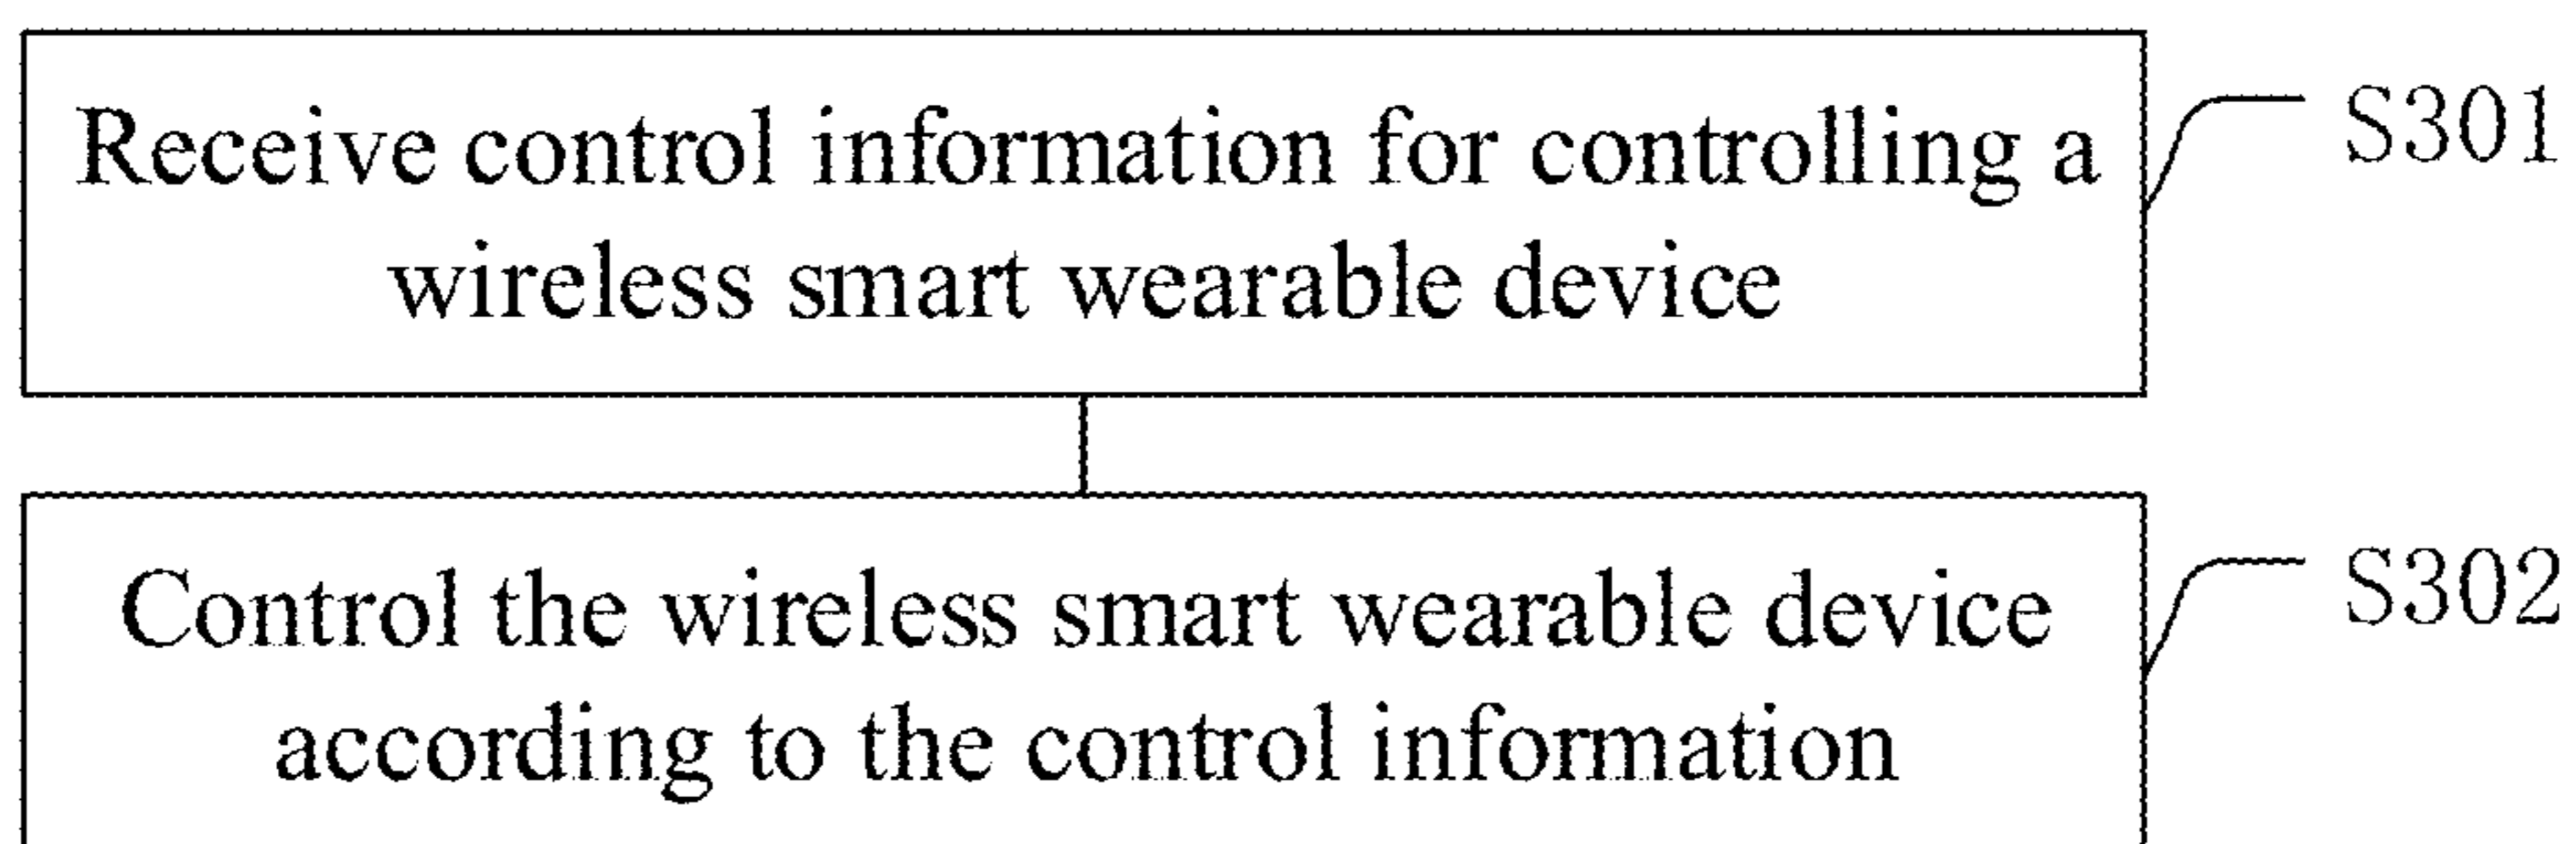 Receive control information for controlling a
wireless smart wearable device
S301
Control the wireless smart wearable device
according to the control information
S302